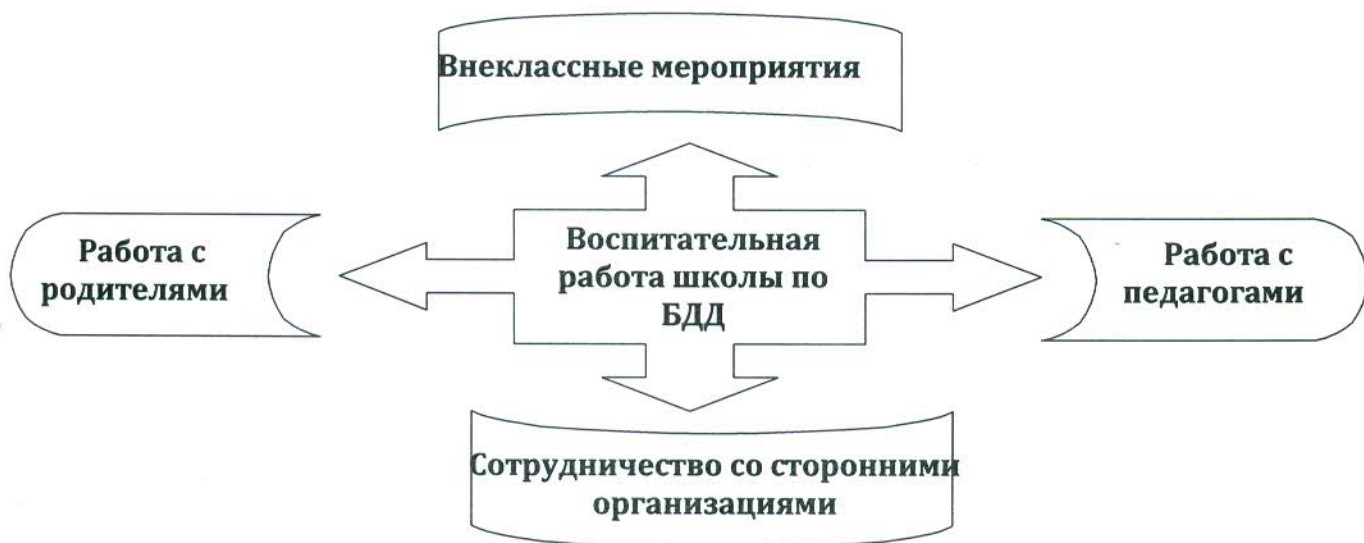 Внеклассные мероприятия
Работа с
родителями
Воспитательная
работа школы по
БДД
Работа с
педагогами
Сотрудничество со сторонними
организациями